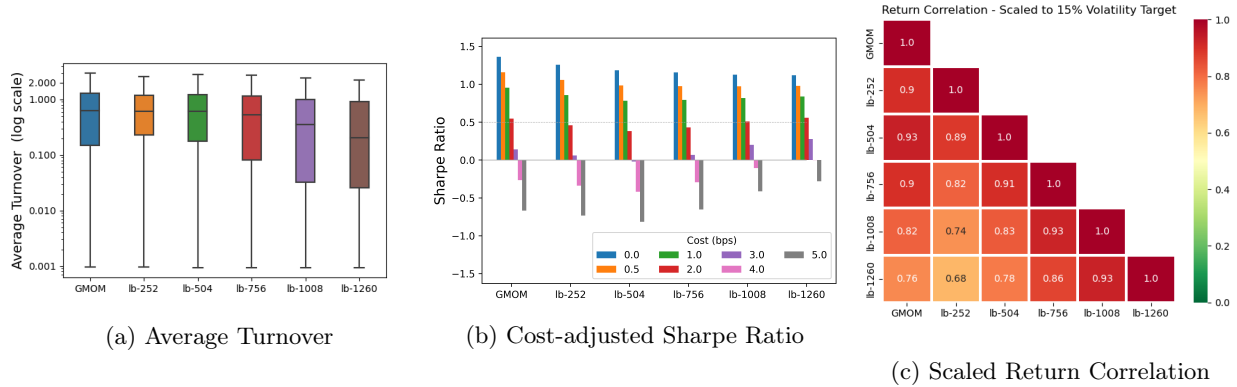 Average Turnover (log scale)
2.000
1.000
0.100
0.010
0.001
GMOM
lb-252
lb-504
lb-756
lb-1008
lb-1260
(a) Average Turnover
Sharpe Ratio
1.5
1.0
0.5
0.0
−0.5
−1.0
−1.5
Cost (bps)
0.0 1.0 3.0 5.0
0.5 2.0 4.0
GMOM lb-252 lb-504 lb-756 lb-1008 lb-1260
(b) Cost-adjusted Sharpe Ratio
Return Correlation - Scaled to 15% Volatility Target
GMOM 1.0
lb-252 0.9 1.0
lb-504 0.93 0.89 1.0
lb-756 0.9 0.82 0.91 1.0
lb-1008 0.82 0.74 0.83 0.93 1.0
lb-1260 0.76 0.68 0.78 0.86 0.93 1.0
GMOM lb-252 lb-504 lb-756 lb-1008 lb-1260
1.0
0.8
0.6
0.4
0.2
0.0
(c) Scaled Return Correlation